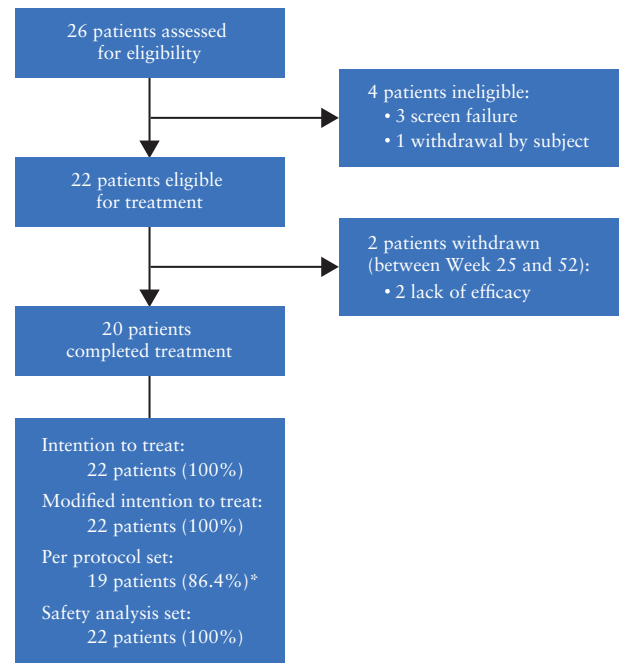 26 patients assessed
for eligibility
4 patients ineligible:
• 3 screen failure
• 1 withdrawal by subject
22 patients eligible
for treatment
2 patients withdrawn
(between Week 25 and 52):
• 2 lack of efficacy
20 patients
completed treatment
Intention to treat:
22 patients (100%)
Modified intention to treat:
22 patients (100%)
Per protocol set:
19 patients (86.4%)*
Safety analysis set:
22 patients (100%)